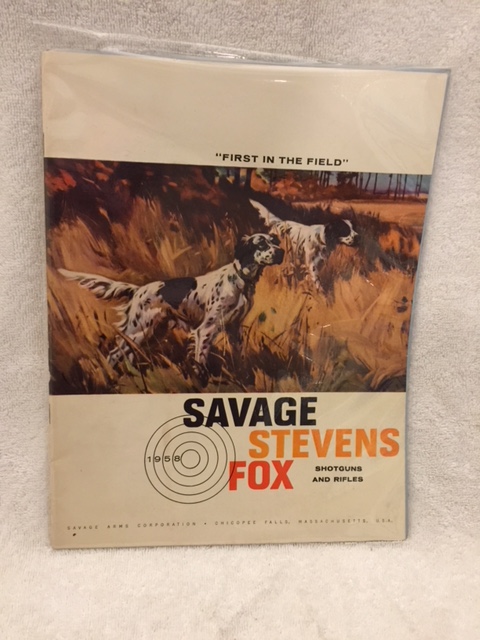 "FIRST IN THE FIELD"
SAVAGE
STEVENS
1958
FOX
SHOTGUNS
AND RIFLES
SAVAGE ARMS CORPORATION • CHICOPEE FALLS, MASSACHUSETTS, U.S.A.